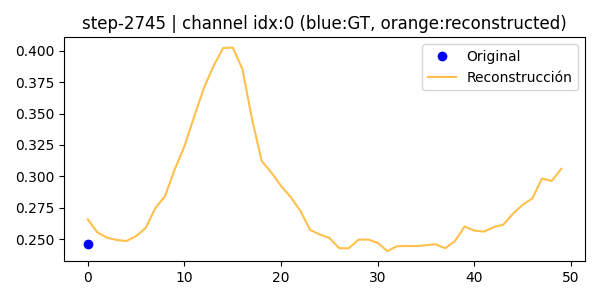 step-2745 | channel idx:0 (blue:GT, orange:reconstructed)
Original
Reconstrucción
0.400
0.375
0.350
0.325
0.300
0.275
0.250
0 10 20 30 40 50